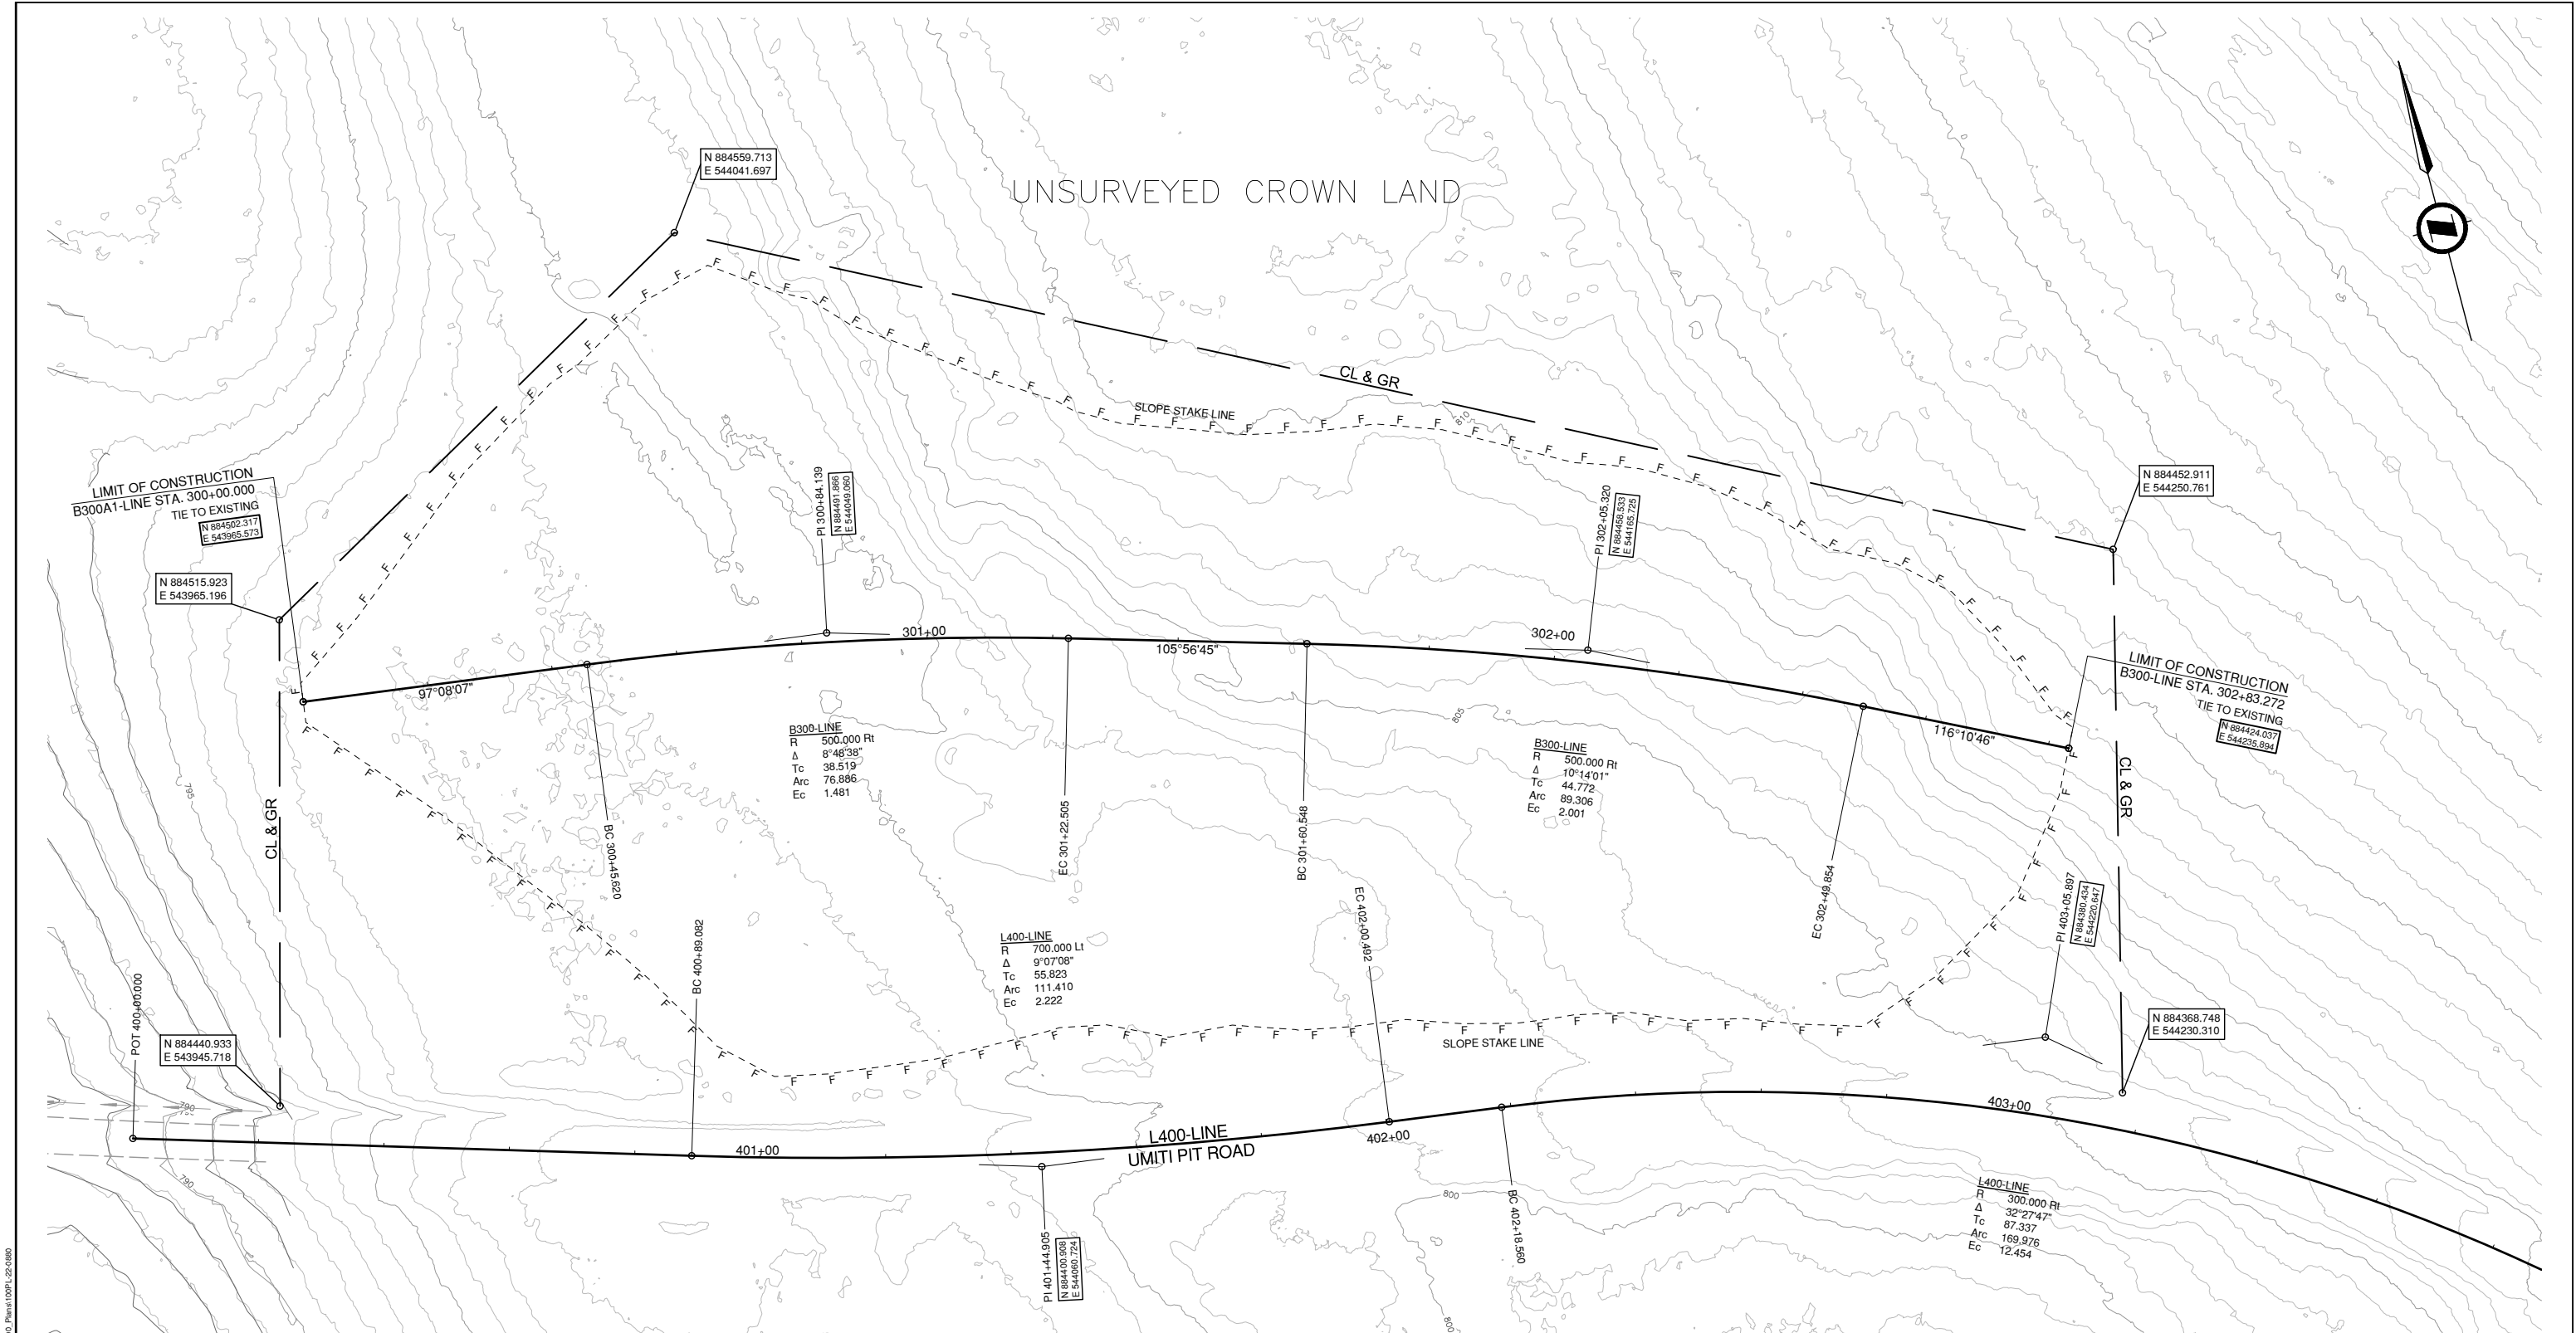 N 884559.713
E 544041.697
UNSURVEYED CROWN LAND
CL & GR
SLOPE STAKE LINE
810
LIMIT OF CONSTRUCTION
B300A1-LINE STA. 300+00.000
TIE TO EXISTING
N 884502.317
E 543965.573
N 884515.923
E 543965.196
PI 300+84.139
N 884491.866
E 544049.060
PI 302+05.320
N 884458.533
E 544165.725
N 884452.911
E 544250.761
301+00
302+00
97°08'07"
105°56'45"
116°10'46"
LIMIT OF CONSTRUCTION
B300-LINE STA. 302+83.272
TIE TO EXISTING
N 884424.037
E 544235.894
805
B300-LINE
R 500.000 Rt
Δ 8°48'38"
Tc 38.519
Arc 76.886
Ec 1.481
B300-LINE
R 500.000 Rt
Δ 10°14'01"
Tc 44.772
Arc 89.306
Ec 2.001
795
CL & GR
CL & GR
BC 300+45.620
EC 301+22.505
BC 301+60.548
EC 302+49.854
BC 400+89.082
EC 402+00.492
PI 403+05.897
N 884380.434
E 544220.647
L400-LINE
R 700.000 Lt
Δ 9°07'08"
Tc 55.823
Arc 111.410
Ec 2.222
POT 400+00.000
N 884440.933
E 543945.718
N 884368.748
E 544230.310
SLOPE STAKE LINE
790
790
401+00
L400-LINE
UMITI PIT ROAD
402+00
403+00
PI 401+44.905
N 884400.908
E 544060.724
800
BC 402+18.560
L400-LINE
R 300.000 Rt
Δ 32°27'47"
Tc 87.337
Arc 169.976
Ec 12.454
800